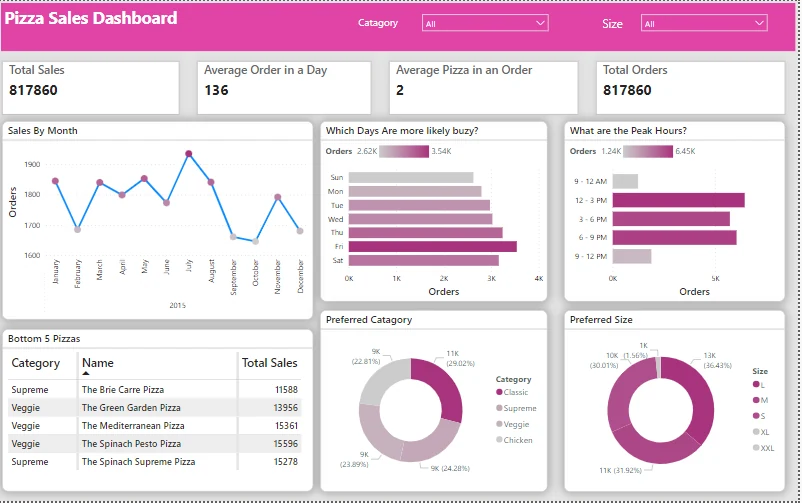 Pizza Sales Dashboard
Catagory
All
Size
All
Total Sales
817860
Average Order in a Day
136
Average Pizza in an Order
2
Total Orders
817860
Sales By Month
Orders
1900
1800
1700
1600
January
February
March
April
May
June
July
August
September
October
November
December
2015
Which Days Are more likely buzy?
Orders 2.62K 3.54K
Sun
Mon
Tue
Wed
Thu
Fri
Sat
0K 1K 2K 3K 4K
Orders
What are the Peak Hours?
Orders 1.24K 6.45K
9 - 12 AM
12 - 3 PM
3 - 6 PM
6 - 9 PM
9 - 12 PM
0K 5K
Orders
Bottom 5 Pizzas
Category Name Total Sales
Supreme The Brie Carre Pizza 11588
Veggie The Green Garden Pizza 13956
Veggie The Mediterranean Pizza 15361
Veggie The Spinach Pesto Pizza 15596
Supreme The Spinach Supreme Pizza 15278
Preferred Catagory
9K
(22.81%)
11K
(29.02%)
9K
(23.89%)
9K (24.28%)
Category
Classic
Supreme
Veggie
Chicken
Preferred Size
1K
(1.56%)
10K
(30.01%)
13K
(36.43%)
11K (31.92%)
Size
L
M
S
XL
XXL